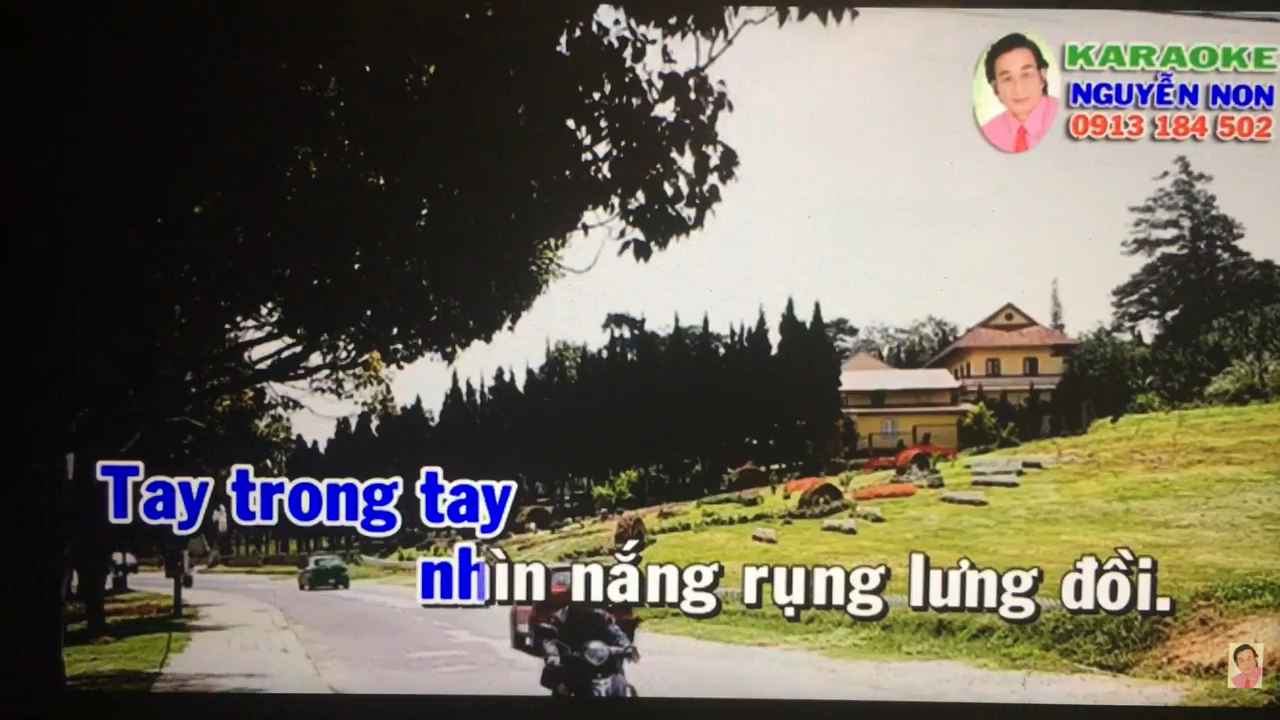 KARAOKE
NGUYỄN NON
0913 184 502
Tay trong tay
nhìn nắng rụng lưng đồi.